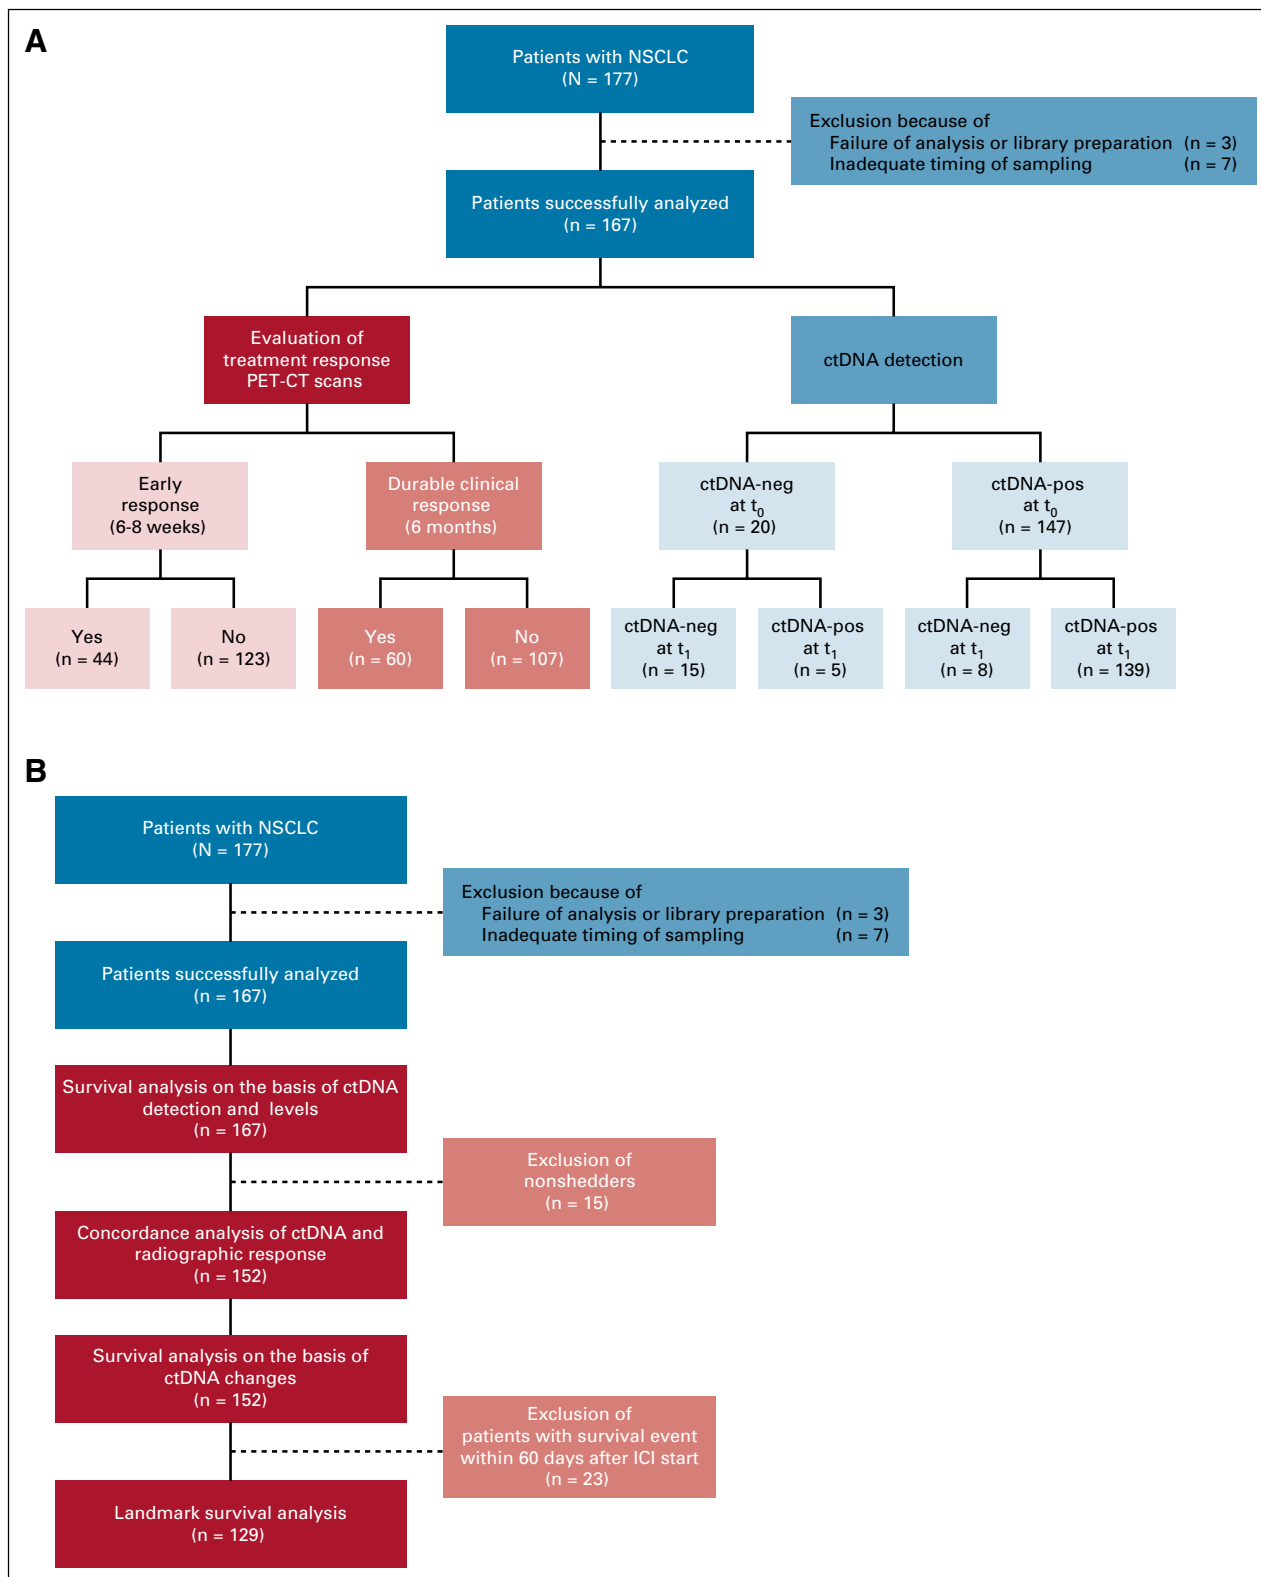 A
Patients with NSCLC
(N = 177)
Exclusion because of
Failure of analysis or library preparation (n = 3)
Inadequate timing of sampling (n = 7)
Patients successfully analyzed
(n = 167)
Evaluation of
treatment response
PET-CT scans
ctDNA detection
Early
response
(6-8 weeks)
Durable clinical
response
(6 months)
ctDNA-neg
at t0
(n = 20)
ctDNA-pos
at t0
(n = 147)
Yes
(n = 44)
No
(n = 123)
Yes
(n = 60)
No
(n = 107)
ctDNA-neg
at t1
(n = 15)
ctDNA-pos
at t1
(n = 5)
ctDNA-neg
at t1
(n = 8)
ctDNA-pos
at t1
(n = 139)
B
Patients with NSCLC
(N = 177)
Exclusion because of
Failure of analysis or library preparation (n = 3)
Inadequate timing of sampling (n = 7)
Patients successfully analyzed
(n = 167)
Survival analysis on the basis of ctDNA
detection and levels
(n = 167)
Exclusion of
nonshedders
(n = 15)
Concordance analysis of ctDNA and
radiographic response
(n = 152)
Survival analysis on the basis of
ctDNA changes
(n = 152)
Exclusion of
patients with survival event
within 60 days after ICI start
(n = 23)
Landmark survival analysis
(n = 129)